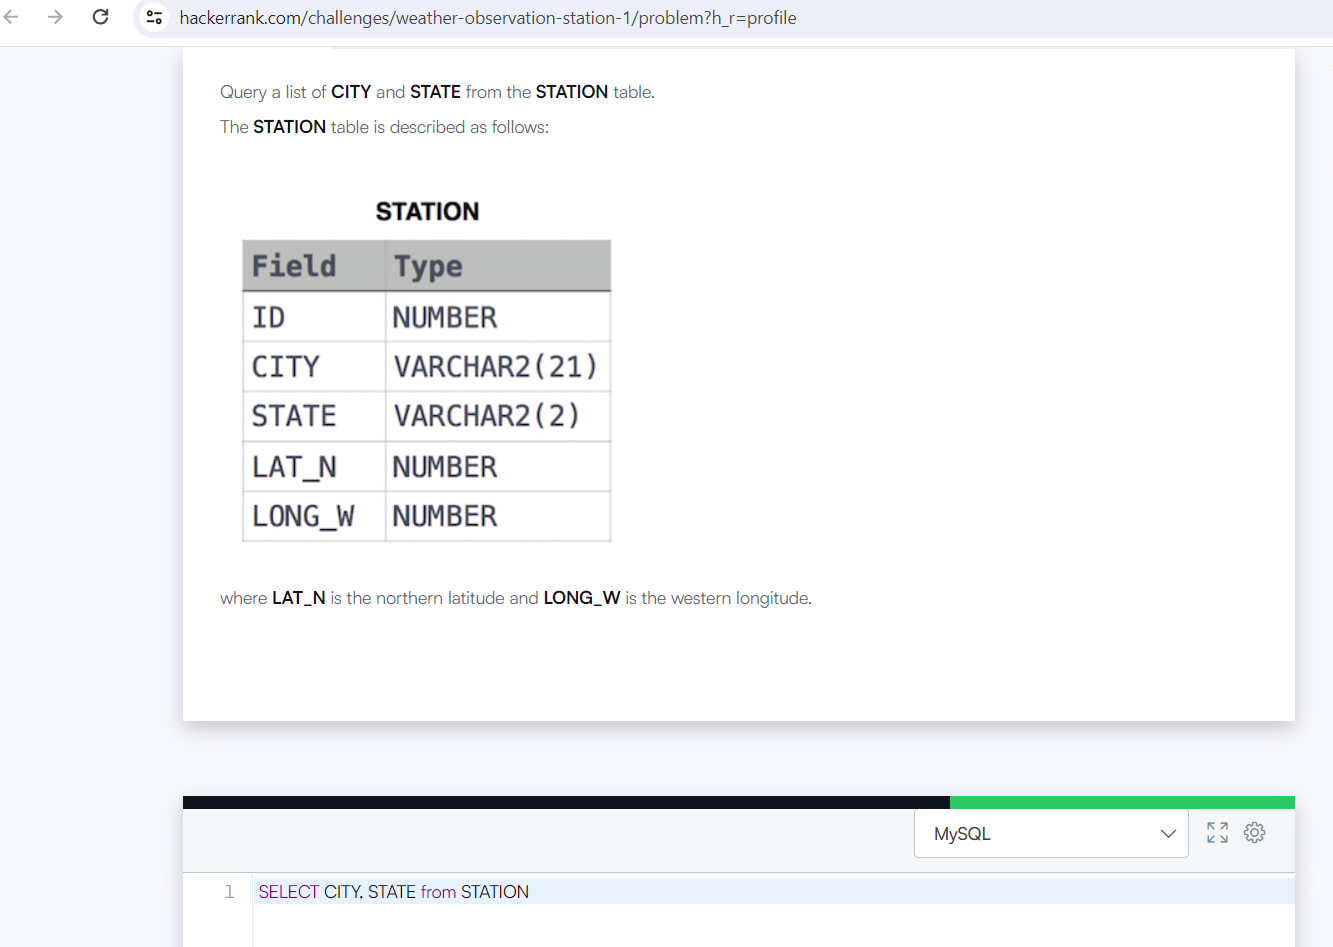 hackerrank.com/challenges/weather-observation-station-1/problem?h_r=profile
Query a list of CITY and STATE from the STATION table.
The STATION table is described as follows:
STATION
Field Type
ID NUMBER
CITY VARCHAR2(21)
STATE VARCHAR2(2)
LAT_N NUMBER
LONG_W NUMBER
where LAT_N is the northern latitude and LONG_W is the western longitude.
MySQL
1 SELECT CITY, STATE from STATION